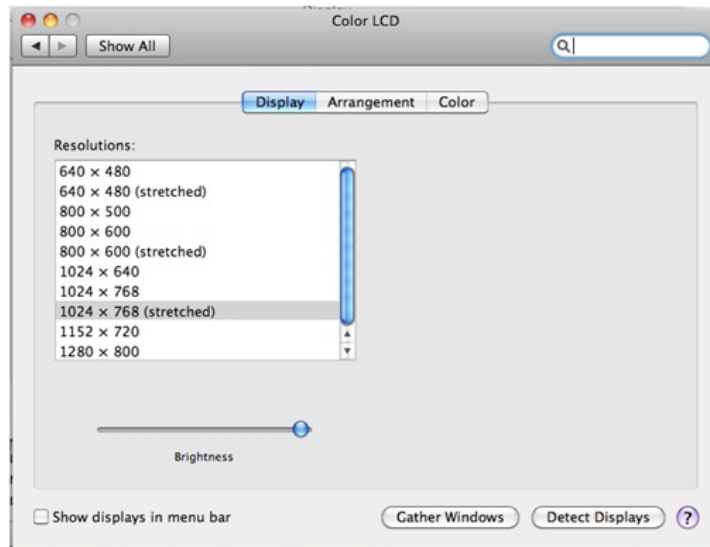 Color LCD
Show All
Display Arrangement Color
Resolutions:
640 × 480
640 × 480 (stretched)
800 × 500
800 × 600
800 × 600 (stretched)
1024 × 640
1024 × 768
1024 × 768 (stretched)
1152 × 720
1280 × 800
Brightness
Show displays in menu bar
Gather Windows
Detect Displays
?